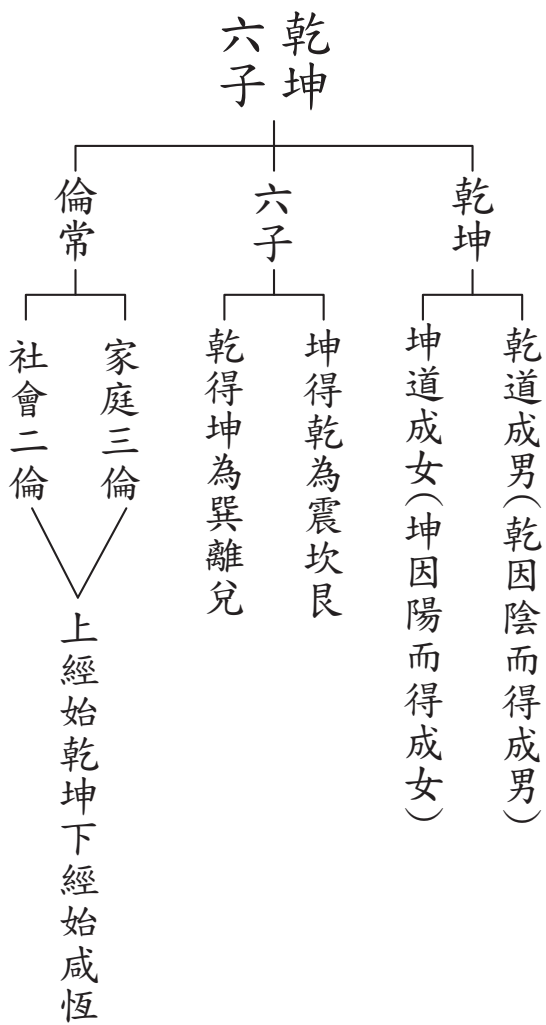 乾坤
六子
乾坤
六子
倫常
乾道成男(乾因陰而得成男)
坤道成女(坤因陽而得成女)
坤得乾為震坎艮
乾得坤為巽離兌
家庭三倫
社會二倫
上經始乾坤下經始咸恆